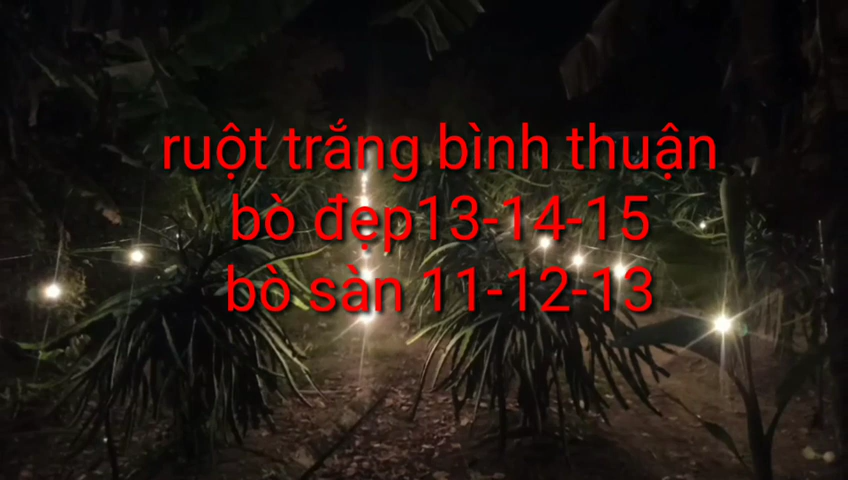 ruột trắng bình thuận
bò đẹp13-14-15
bò sàn 11-12-13